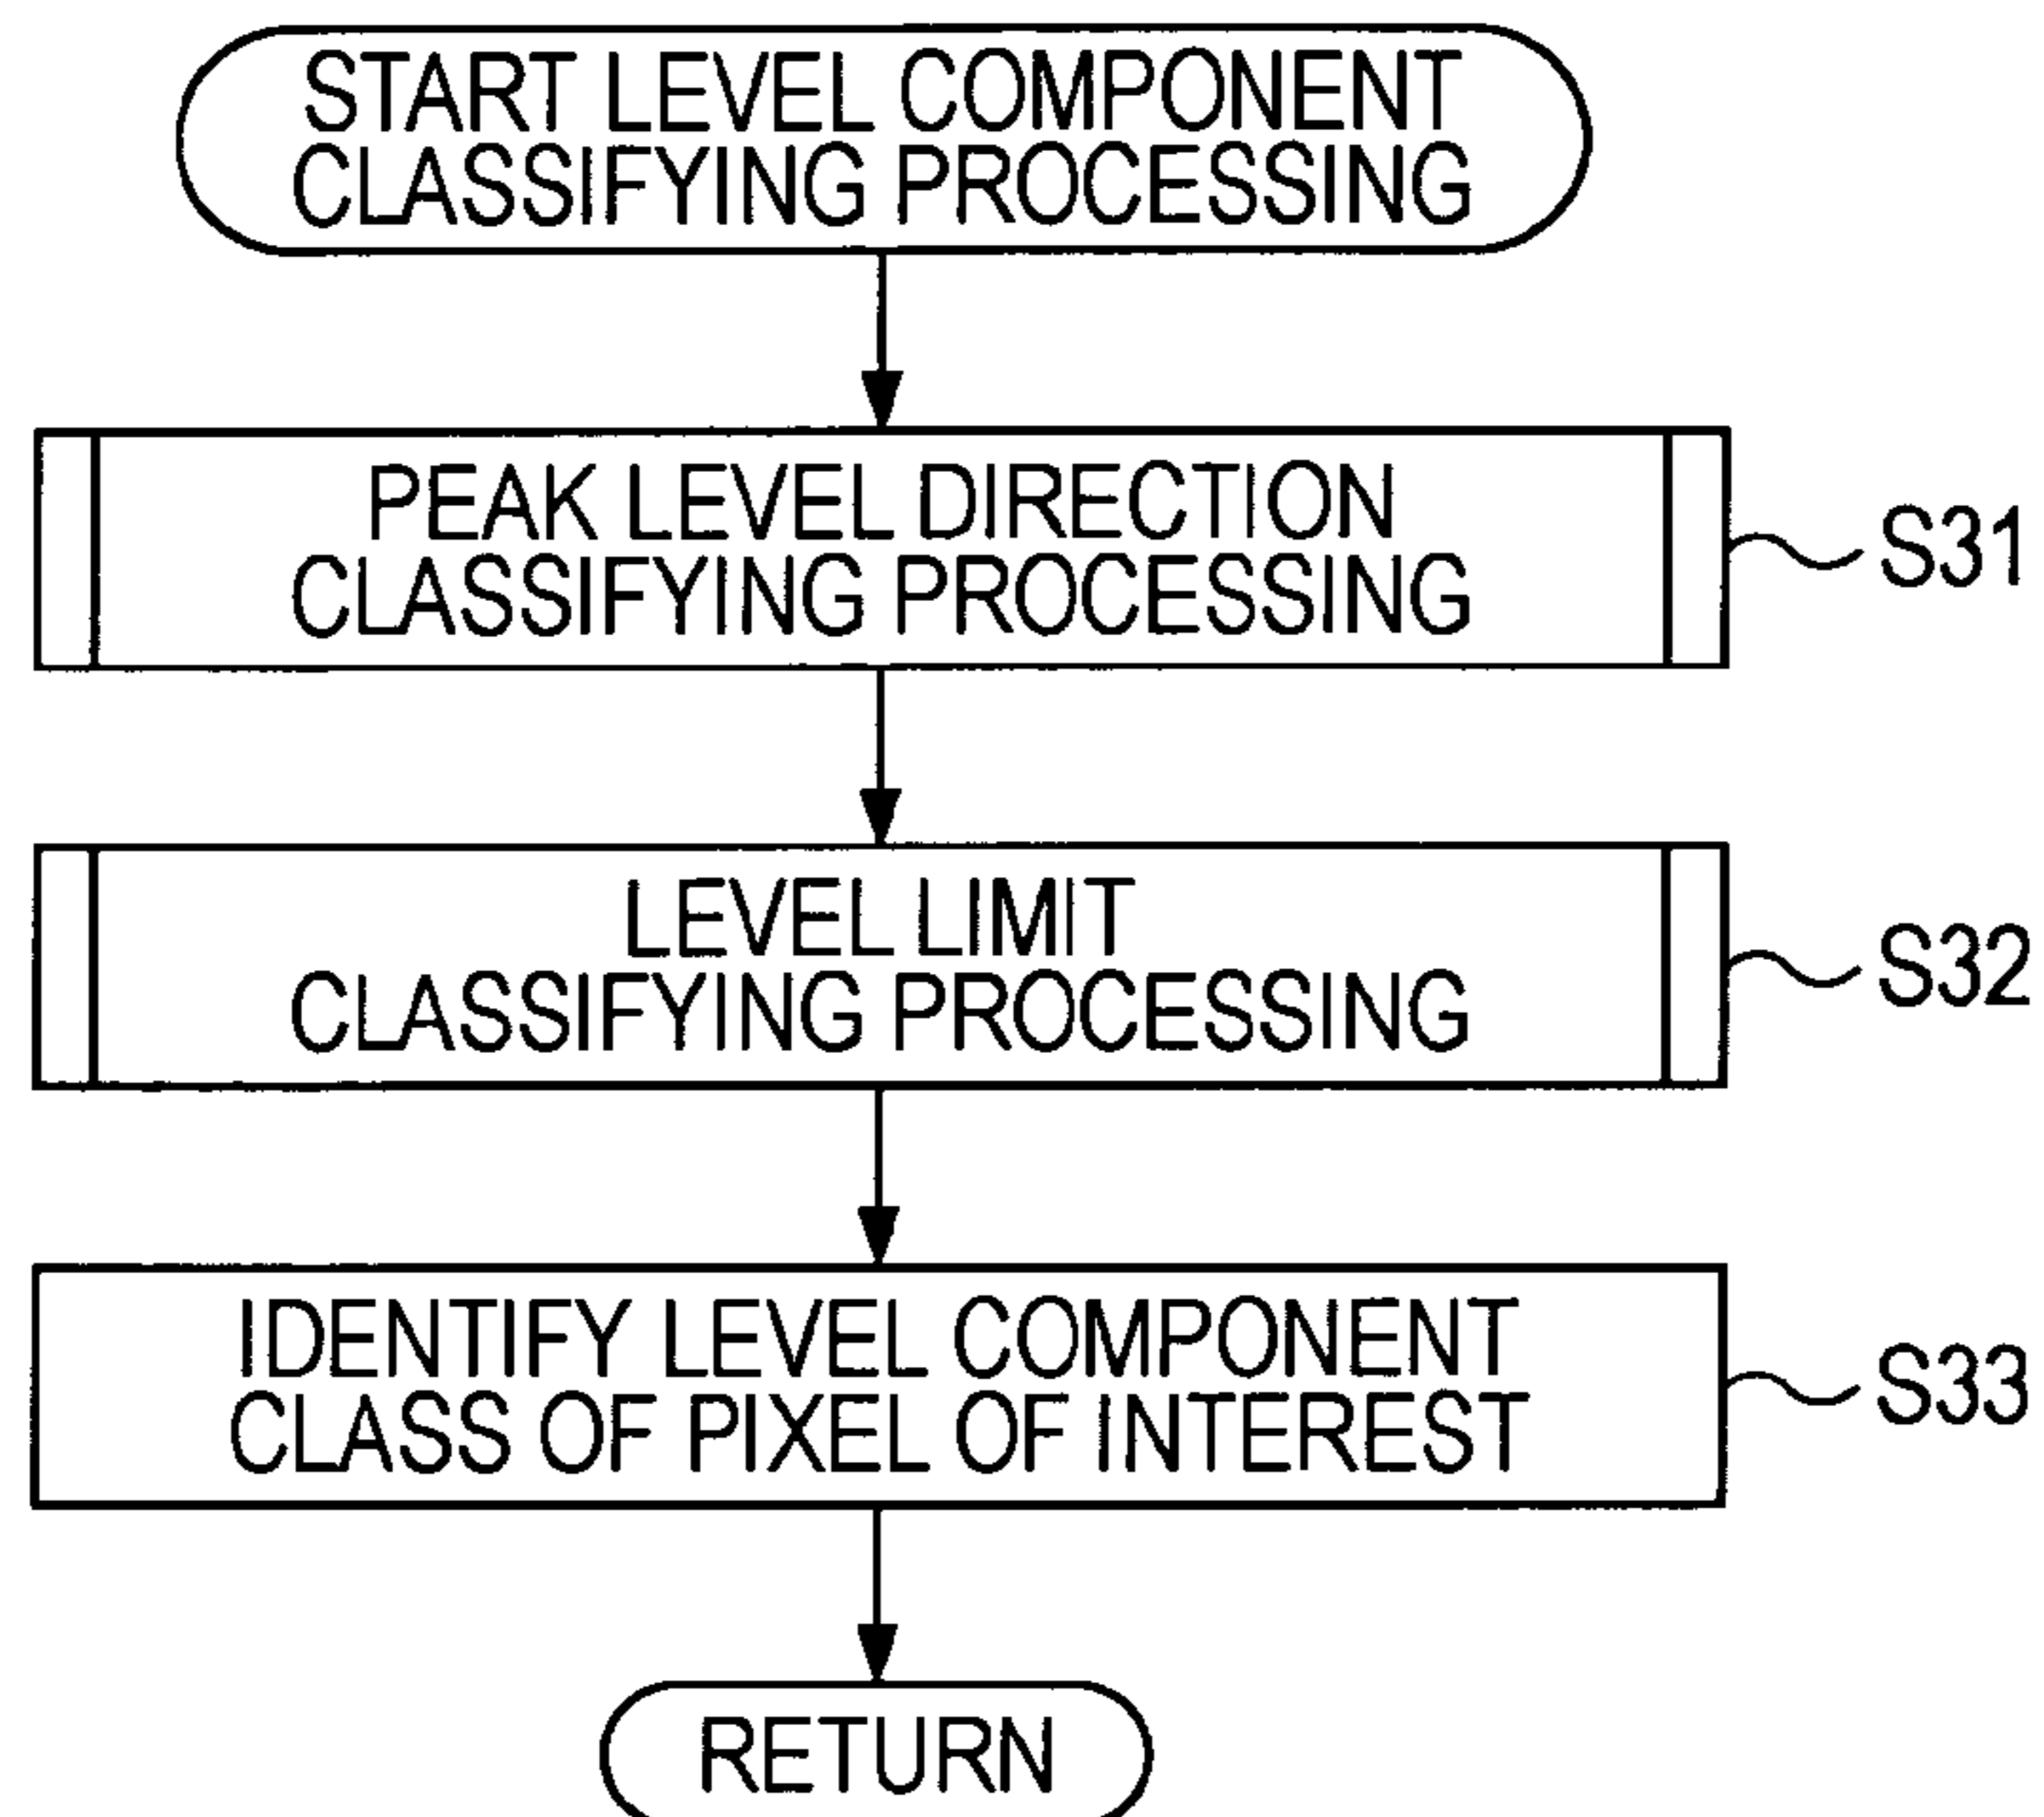 START LEVEL COMPONENT
CLASSIFYING PROCESSING
PEAK LEVEL DIRECTION
CLASSIFYING PROCESSING
S31
LEVEL LIMIT
CLASSIFYING PROCESSING
S32
IDENTIFY LEVEL COMPONENT
CLASS OF PIXEL OF INTEREST
S33
RETURN